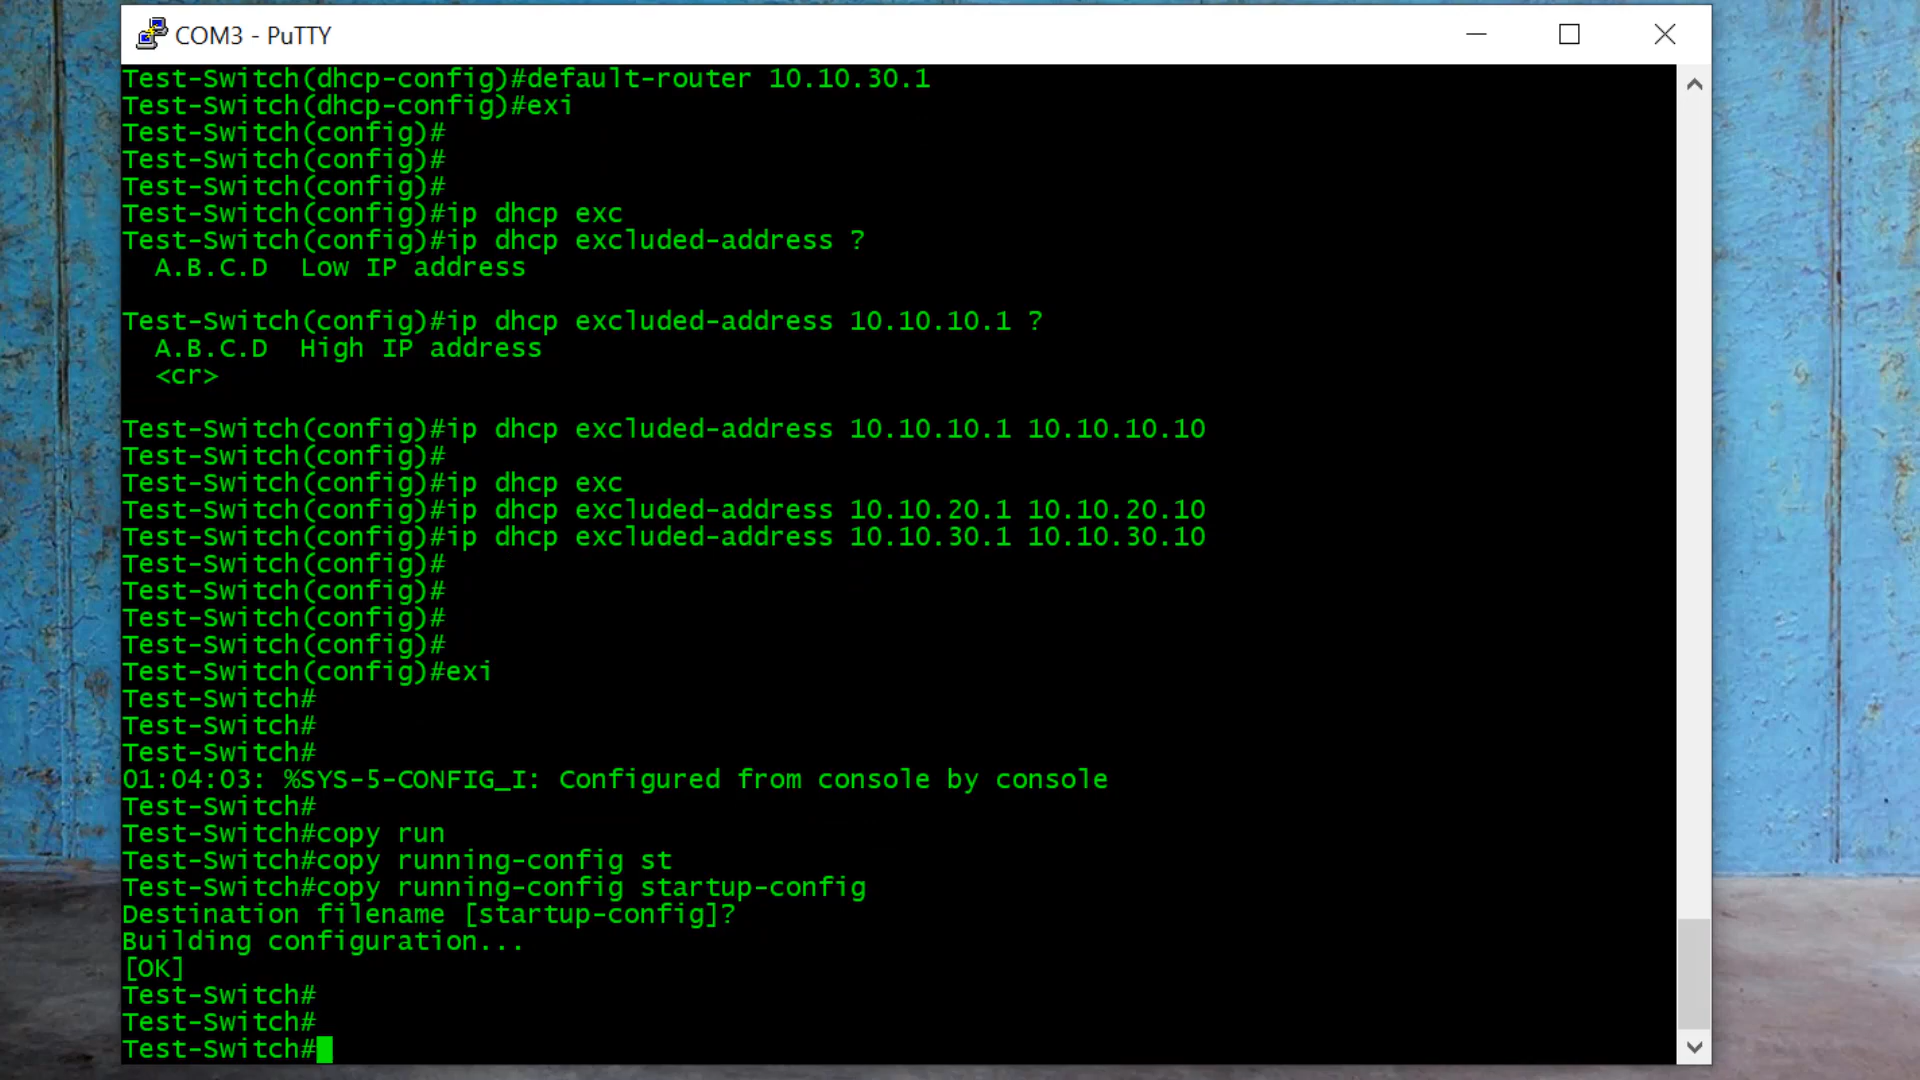 COM3 - PuTTY
Test-Switch(dhcp-config)#default-router 10.10.30.1
Test-Switch(dhcp-config)#exi
Test-Switch(config)#
Test-Switch(config)#
Test-Switch(config)#
Test-Switch(config)#ip dhcp exc
Test-Switch(config)#ip dhcp excluded-address ?
  A.B.C.D  Low IP address
Test-Switch(config)#ip dhcp excluded-address 10.10.10.1 ?
  A.B.C.D  High IP address
  <cr>
Test-Switch(config)#ip dhcp excluded-address 10.10.10.1 10.10.10.10
Test-Switch(config)#
Test-Switch(config)#ip dhcp exc
Test-Switch(config)#ip dhcp excluded-address 10.10.20.1 10.10.20.10
Test-Switch(config)#ip dhcp excluded-address 10.10.30.1 10.10.30.10
Test-Switch(config)#
Test-Switch(config)#
Test-Switch(config)#
Test-Switch(config)#
Test-Switch(config)#exi
Test-Switch#
Test-Switch#
Test-Switch#
01:04:03: %SYS-5-CONFIG_I: Configured from console by console
Test-Switch#
Test-Switch#copy run
Test-Switch#copy running-config st
Test-Switch#copy running-config startup-config
Destination filename [startup-config]?
Building configuration...
[OK]
Test-Switch#
Test-Switch#
Test-Switch#